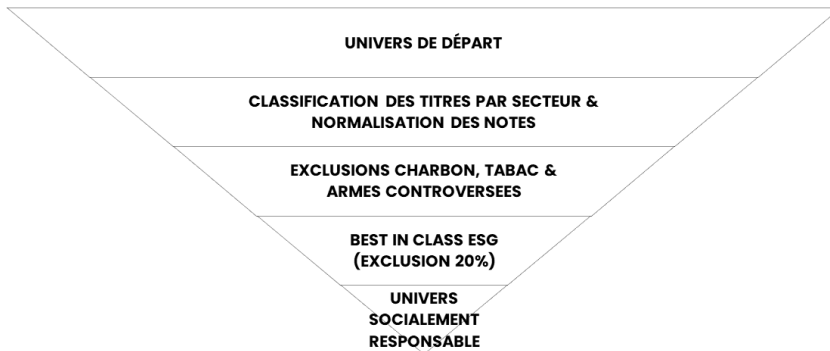 UNIVERS DE DÉPART
CLASSIFICATION DES TITRES PAR SECTEUR &
NORMALISATION DES NOTES
EXCLUSIONS CHARBON, TABAC &
ARMES CONTROVERSEES
BEST IN CLASS ESG
(EXCLUSION 20%)
UNIVERS
SOCIALEMENT
RESPONSABLE